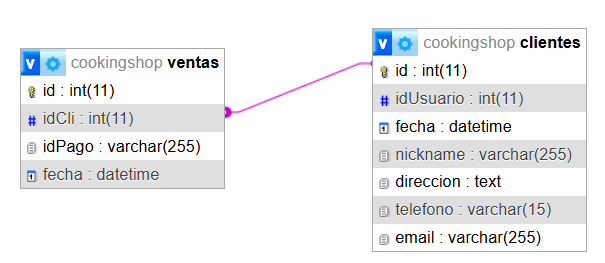 v cookingshop ventas
id : int(11)
# idCli : int(11)
idPago : varchar(255)
fecha : datetime
v cookingshop clientes
id : int(11)
# idUsuario : int(11)
fecha : datetime
nickname : varchar(255)
direccion : text
telefono : varchar(15)
email : varchar(255)